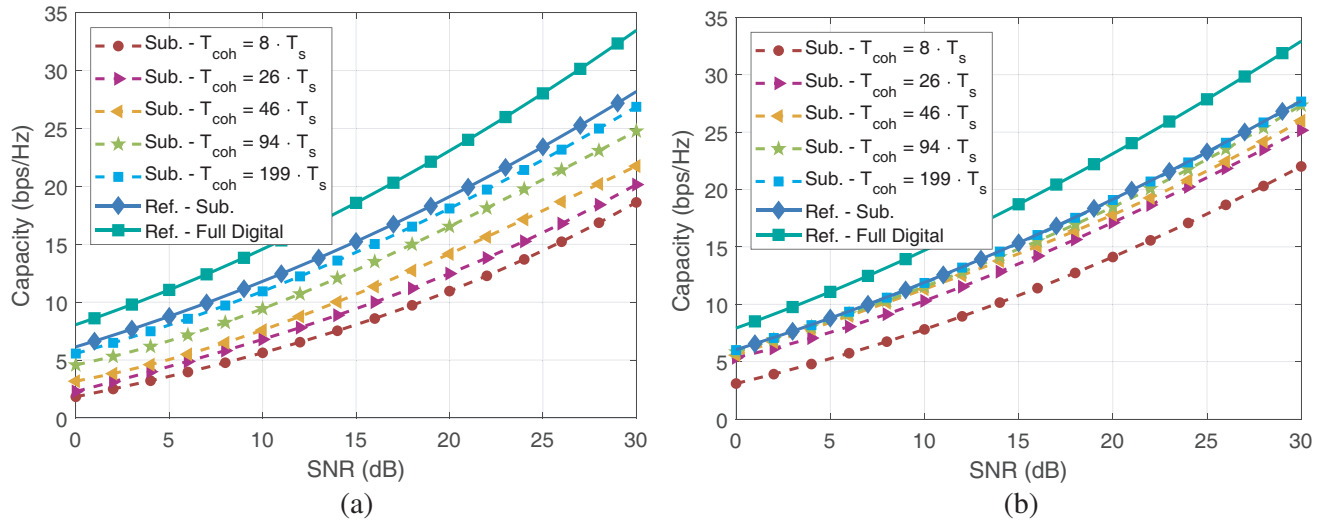 35
30
25
20
15
10
5
0
Capacity (bps/Hz)
Sub. - T_coh = 8 · T_s
Sub. - T_coh = 26 · T_s
Sub. - T_coh = 46 · T_s
Sub. - T_coh = 94 · T_s
Sub. - T_coh = 199 · T_s
Ref. - Sub.
Ref. - Full Digital
0 5 10 15 20 25 30
SNR (dB)
(a)
35
30
25
20
15
10
5
0
Capacity (bps/Hz)
Sub. - T_coh = 8 · T_s
Sub. - T_coh = 26 · T_s
Sub. - T_coh = 46 · T_s
Sub. - T_coh = 94 · T_s
Sub. - T_coh = 199 · T_s
Ref. - Sub.
Ref. - Full Digital
0 5 10 15 20 25 30
SNR (dB)
(b)